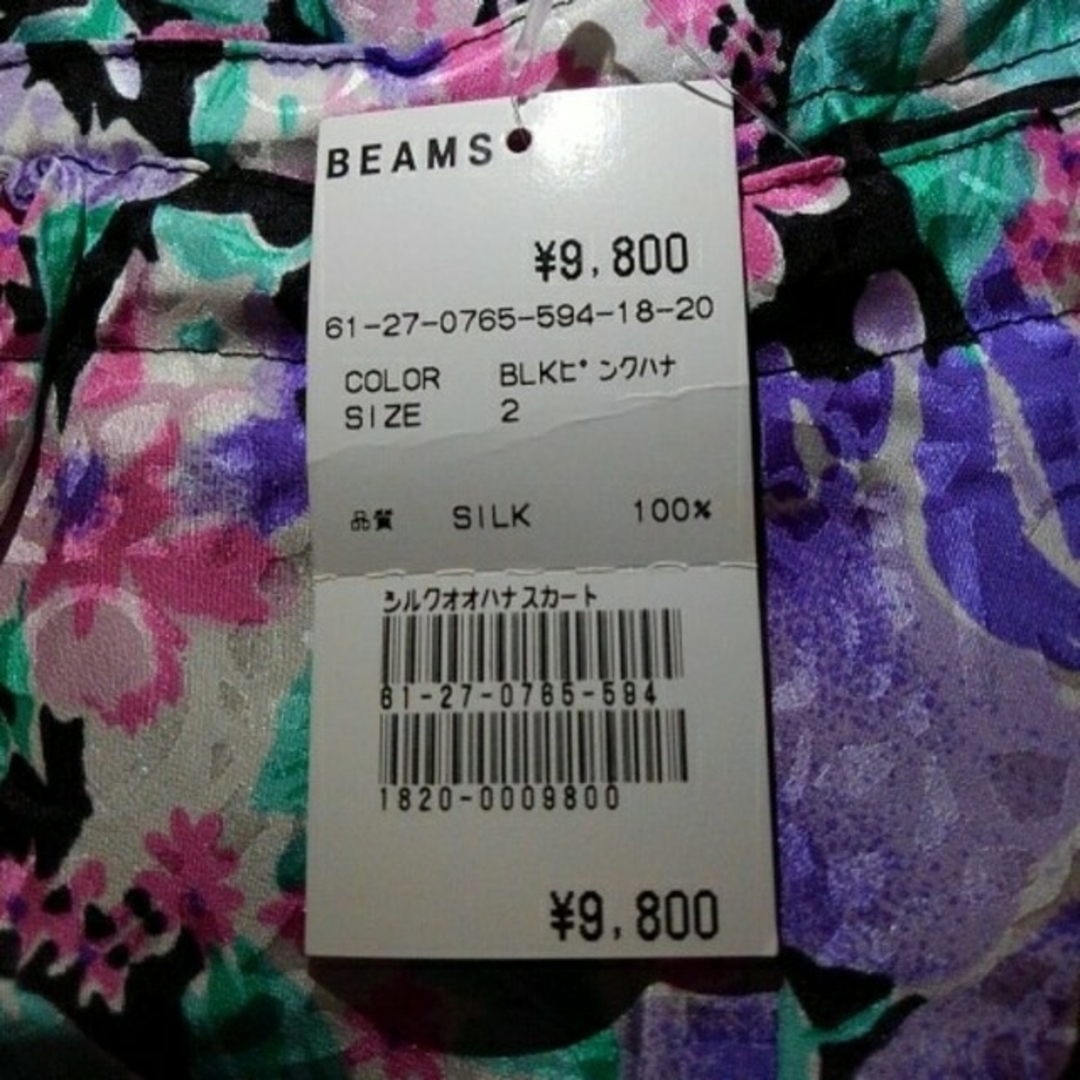 BEAMS
¥9,800
61-27-0765-594-18-20
COLOR BLKピンクハナ
SIZE 2
品質 SILK 100%
シルクオオハナスカート
61-27-0765-594
1820-0009800
¥9,800